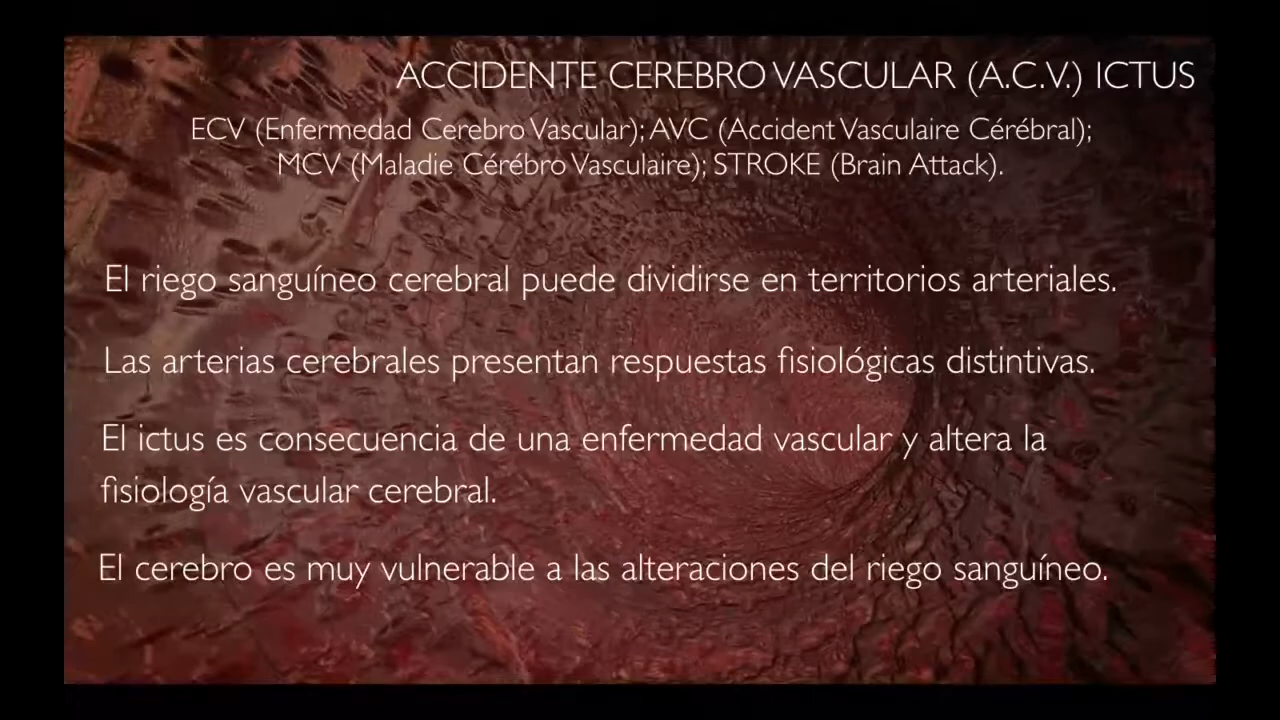 ACCIDENTE CEREBRO VASCULAR (A.C.V.) ICTUS
ECV (Enfermedad Cerebro Vascular); AVC (Accident Vasculaire Cérébral);
MCV (Maladie Cérébro Vasculaire); STROKE (Brain Attack).
El riego sanguíneo cerebral puede dividirse en territorios arteriales.
Las arterias cerebrales presentan respuestas fisiológicas distintivas.
El ictus es consecuencia de una enfermedad vascular y altera la
fisiología vascular cerebral.
El cerebro es muy vulnerable a las alteraciones del riego sanguíneo.